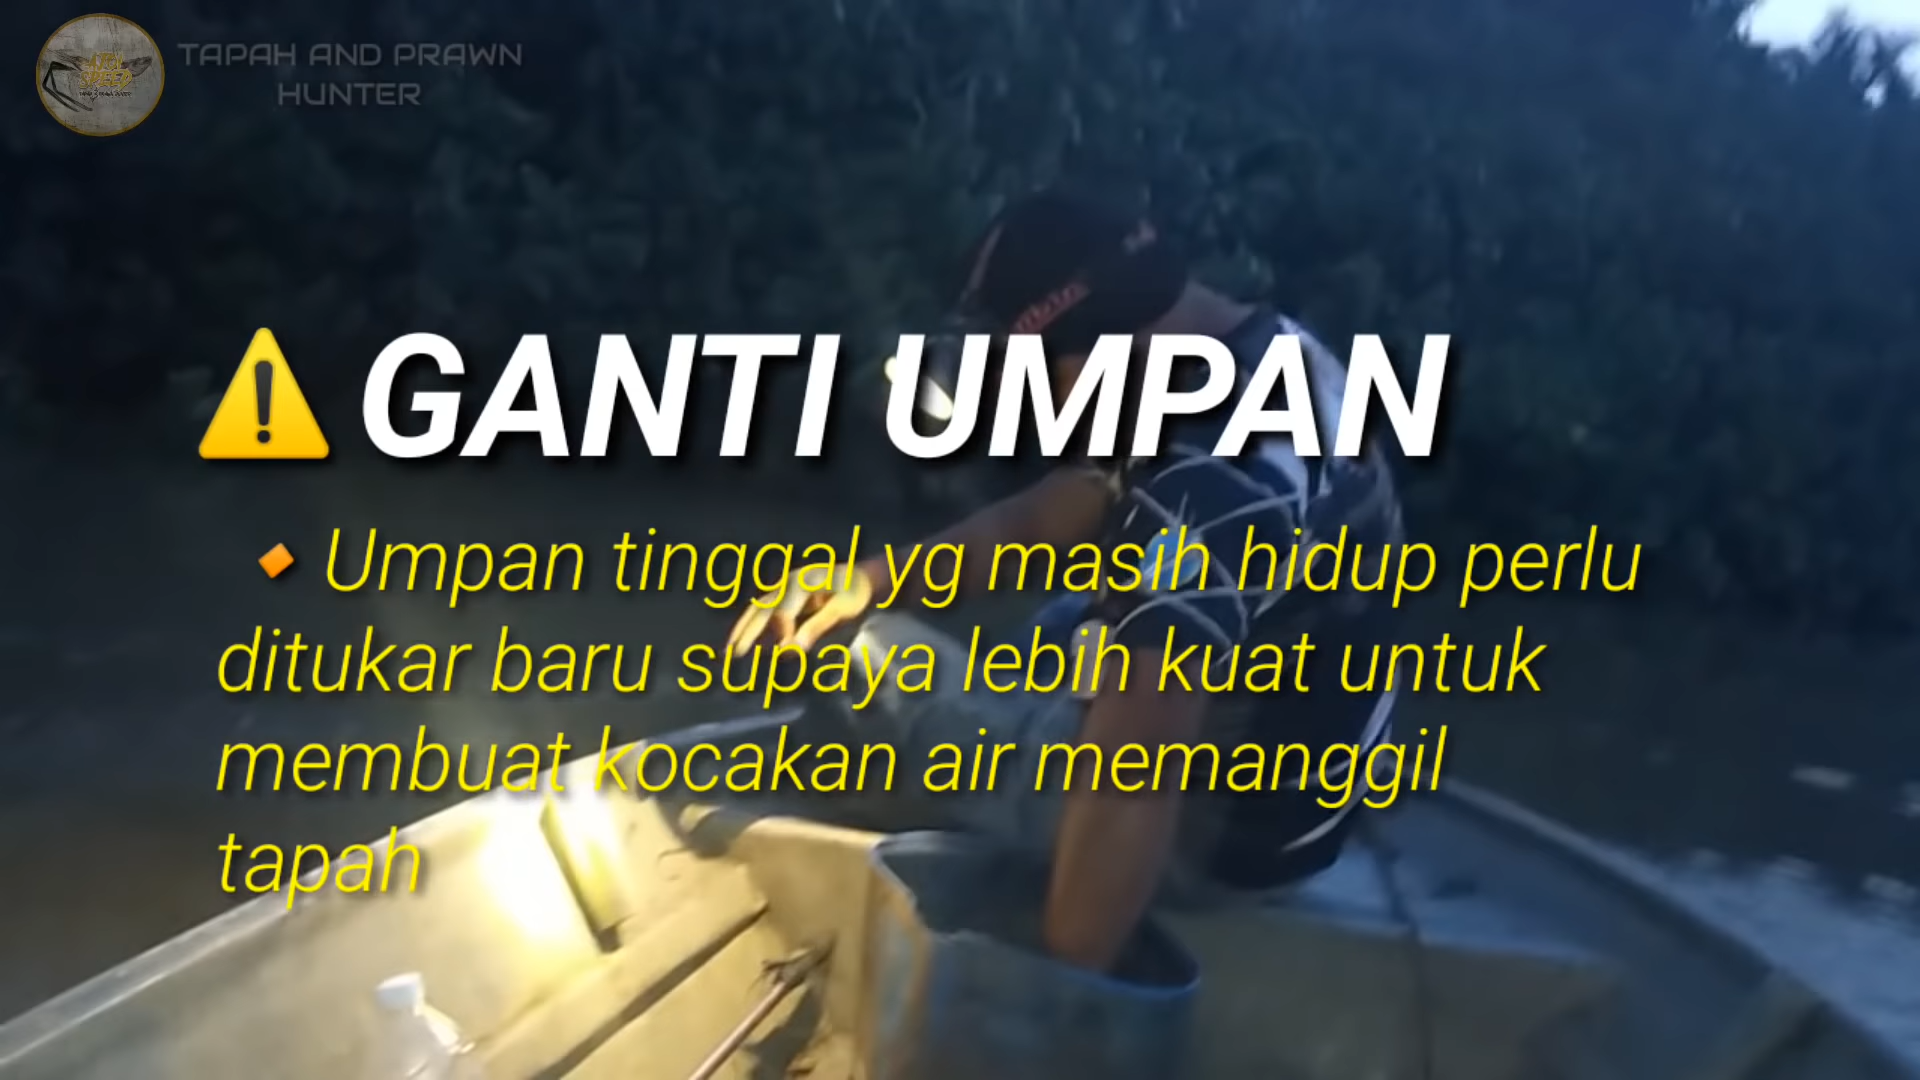 TAPAH AND PRAWN
HUNTER
SPEED
⚠️ GANTI UMPAN
🔸 Umpan tinggal yg masih hidup perlu
ditukar baru supaya lebih kuat untuk
membuat kocakan air memanggil
tapah